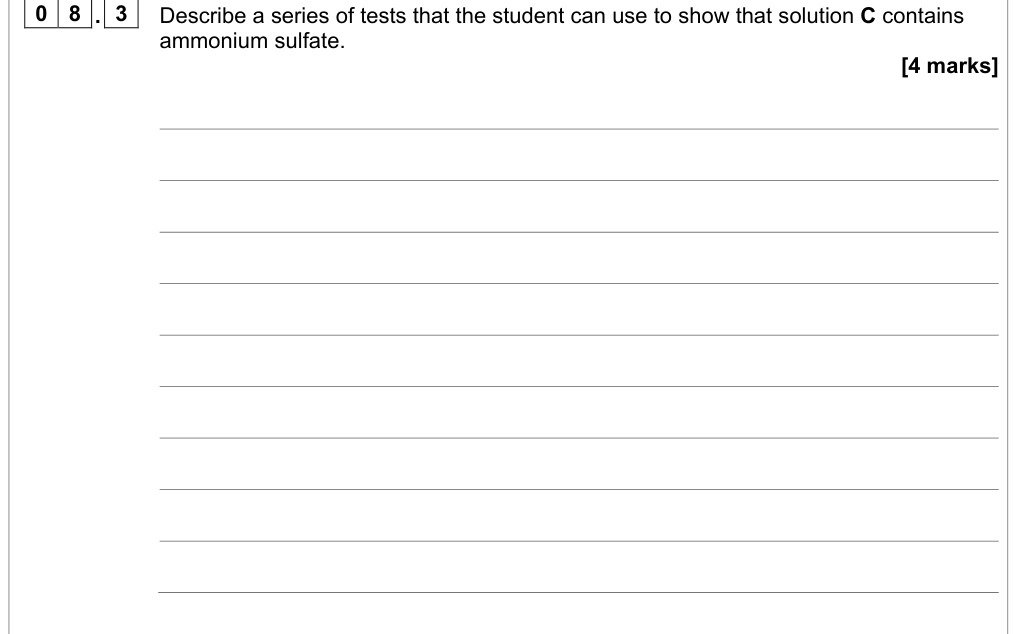 0 8 . 3 Describe a series of tests that the student can use to show that solution C contains
ammonium sulfate.
[4 marks]